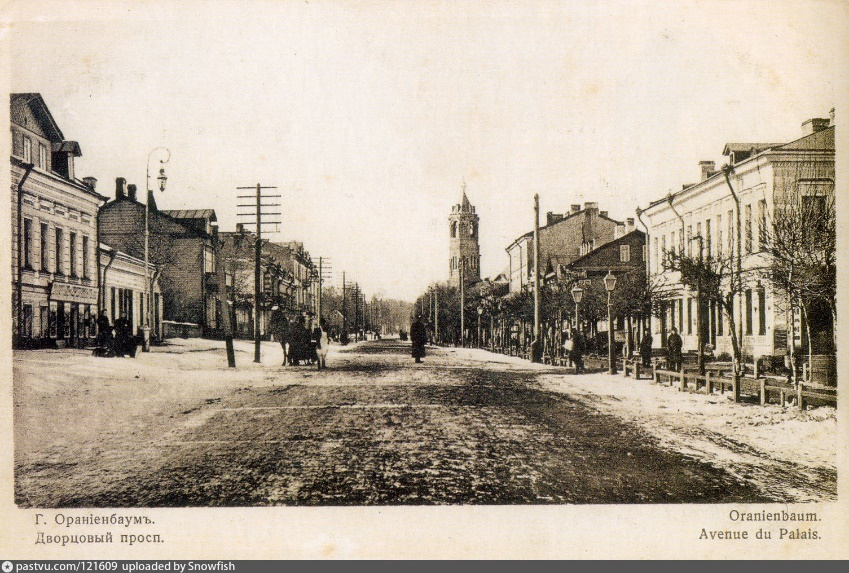 Г. Ораніенбаумъ.
Дворцовый просп.
Oranienbaum.
Avenue du Palais.
pastvu.com/121609 uploaded by Snowfish